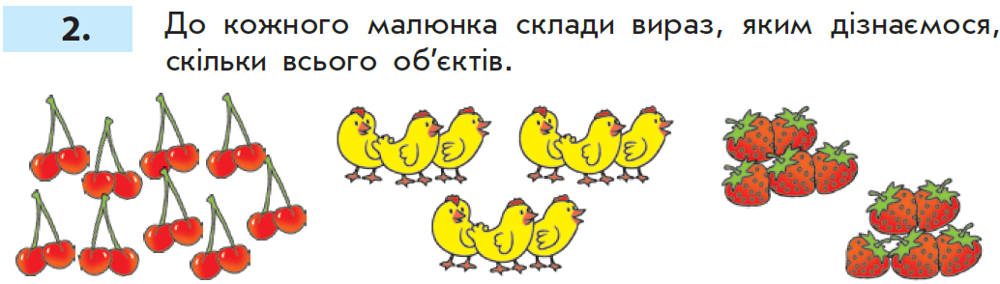 2. До кожного малюнка склади вираз, яким дізнаємося,
скільки всього об’єктів.